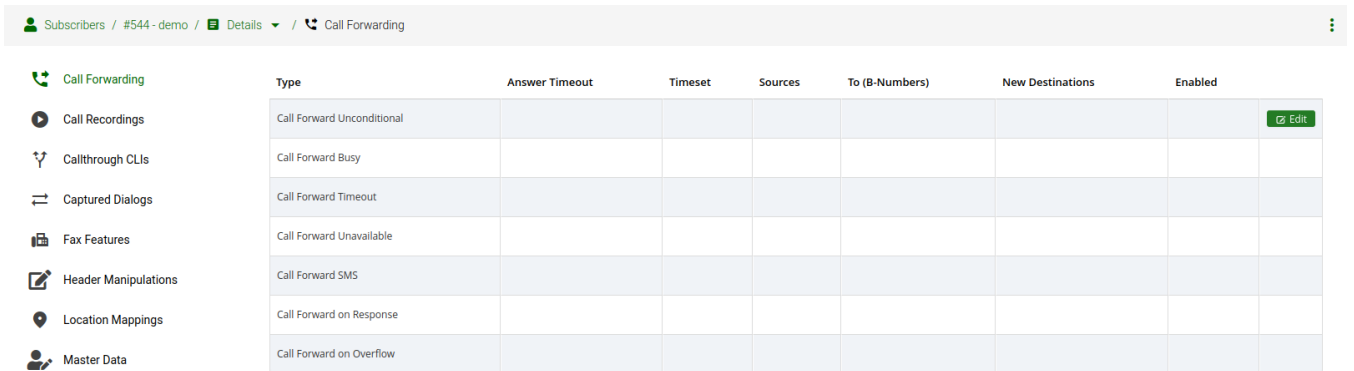 Subscribers / #544 - demo / Details / Call Forwarding
Call Forwarding
Call Recordings
Callthrough CLIs
Captured Dialogs
Fax Features
Header Manipulations
Location Mappings
Master Data
Type Answer Timeout Timeset Sources To (B-Numbers) New Destinations Enabled
Call Forward Unconditional Edit
Call Forward Busy
Call Forward Timeout
Call Forward Unavailable
Call Forward SMS
Call Forward on Response
Call Forward on Overflow